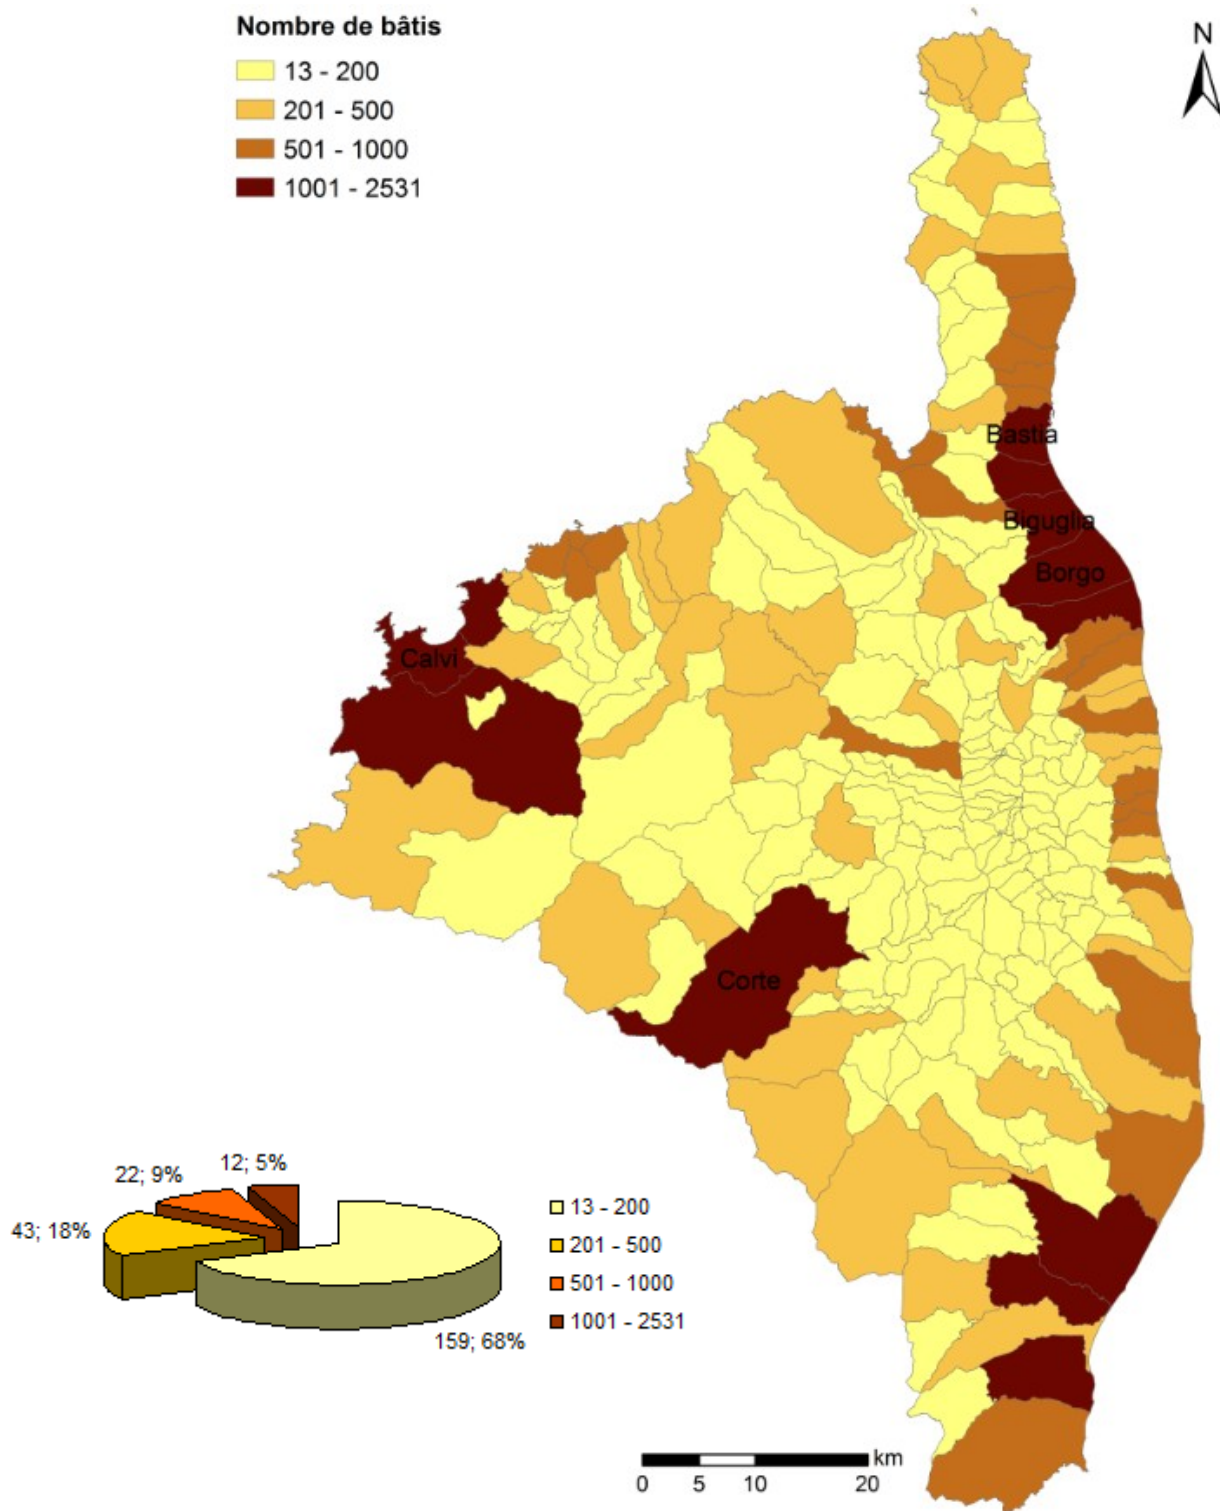 Nombre de bâtis
13 - 200
201 - 500
501 - 1000
1001 - 2531
N
Bastia
Biguglia
Borgo
Calvi
Corte
22; 9%
12; 5%
43; 18%
159; 68%
13 - 200
201 - 500
501 - 1000
1001 - 2531
km
0 5 10 20